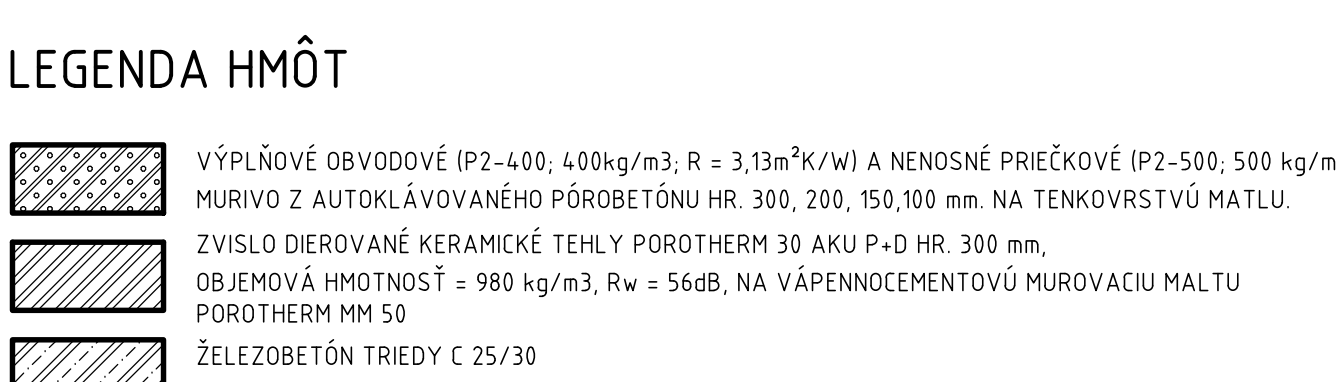 LEGENDA HMÔT
VÝPLŇOVÉ OBVODOVÉ (P2-400; 400kg/m3; R = 3,13m²K/W) A NENOSNÉ PRIEČKOVÉ (P2-500; 500 kg/m
MURIVO Z AUTOKLÁVOVANÉHO PÓROBETÓNU HR. 300, 200, 150,100 mm. NA TENKOVRSTVÚ MATLU.
ZVISLO DIEROVANÉ KERAMICKÉ TEHLY POROTHERM 30 AKU P+D HR. 300 mm,
OBJEMOVÁ HMOTNOSŤ = 980 kg/m3, Rw = 56dB, NA VÁPENNOCEMENTOVÚ MUROVACIU MALTU
POROTHERM MM 50
ŽELEZOBETÓN TRIEDY C 25/30